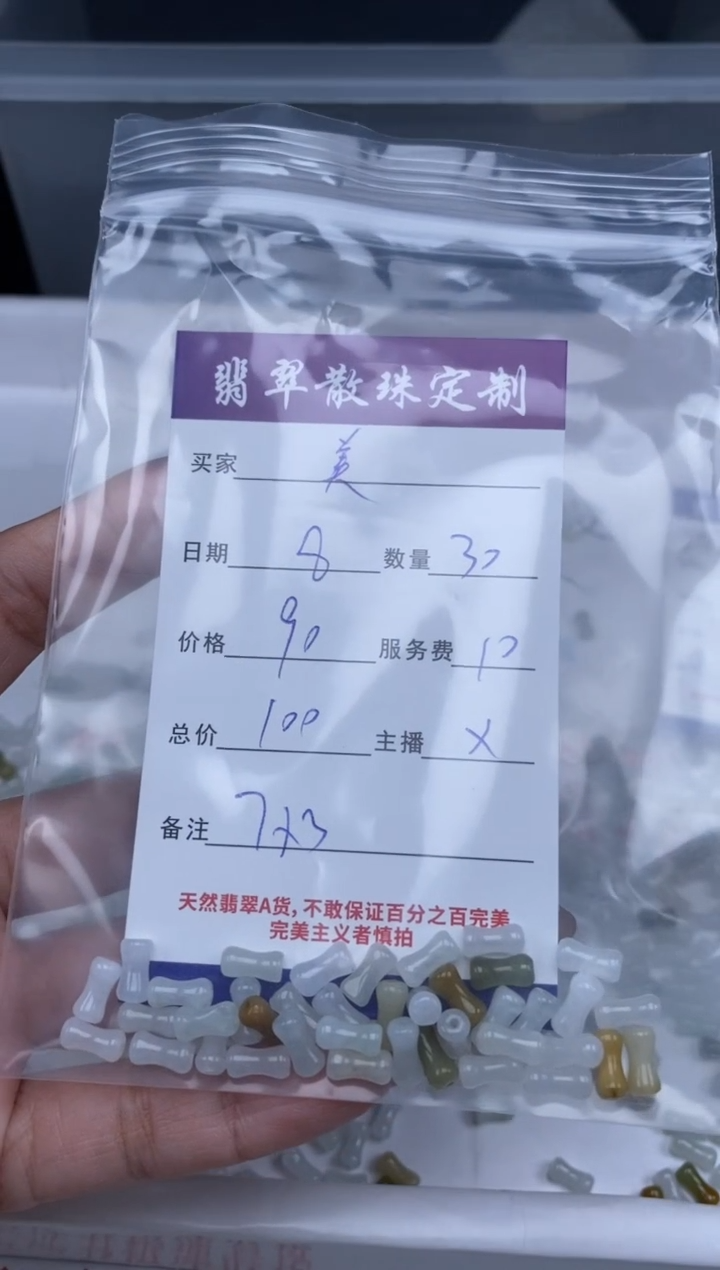 翡翠散珠定制
买家 美
日期 8 数量 30
价格 90 服务费 10
总价 100 主播 X
备注 7x3
天然翡翠A货,不敢保证百分之百完美
完美主义者慎拍